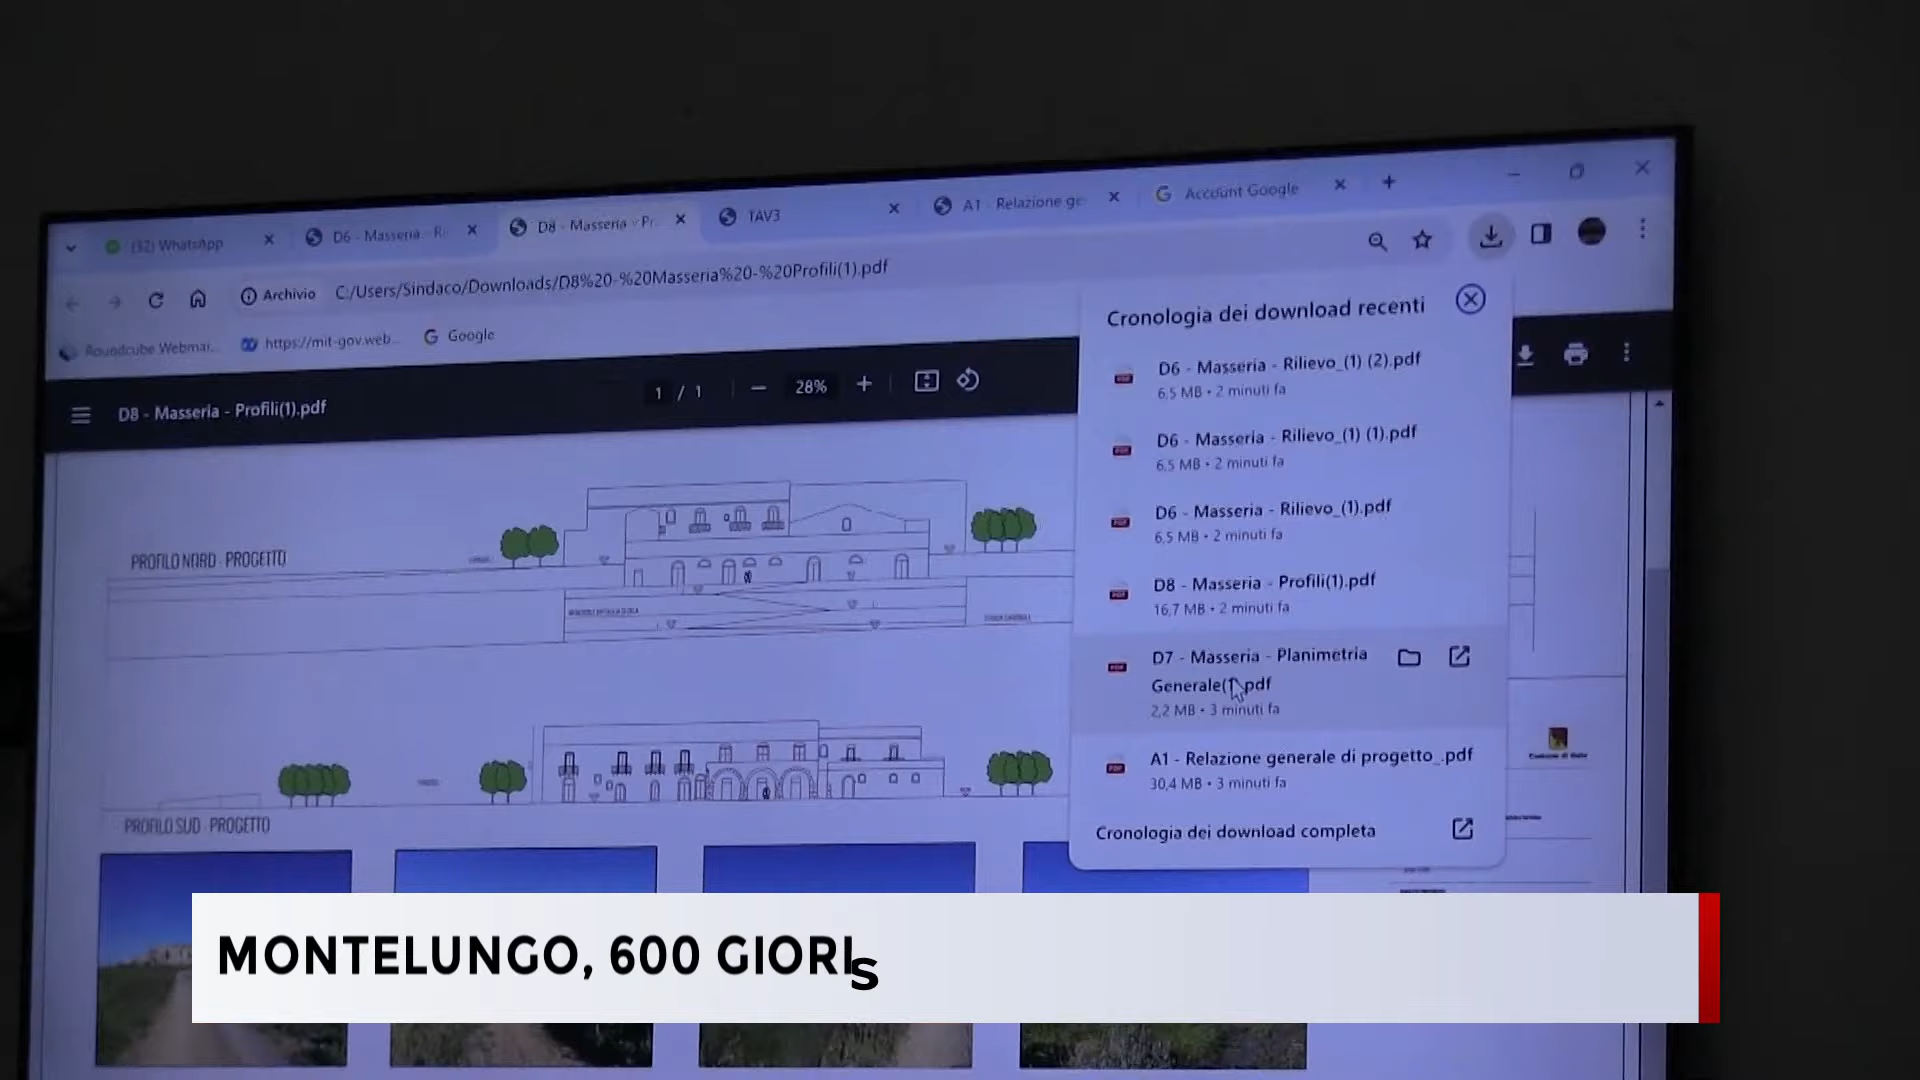 (32) WhatsApp
D6 - Masseria - Ri
D8 - Masseria - Pr
TAV3
A1 - Relazione ge
Account Google
Archivio
C:/Users/Sindaco/Downloads/D8%20-%20Masseria%20-%20Profili(1).pdf
Roundcube Webmai...
https://mit-gov.web...
Google
D8 - Masseria - Profili(1).pdf
1 / 1
28%
Cronologia dei download recenti
D6 - Masseria - Rilievo_(1) (2).pdf
6,5 MB • 2 minuti fa
D6 - Masseria - Rilievo_(1) (1).pdf
6,5 MB • 2 minuti fa
D6 - Masseria - Rilievo_(1).pdf
6,5 MB • 2 minuti fa
D8 - Masseria - Profili(1).pdf
16,7 MB • 2 minuti fa
D7 - Masseria - Planimetria
Generale(1).pdf
2,2 MB • 3 minuti fa
A1 - Relazione generale di progetto_.pdf
30,4 MB • 3 minuti fa
Cronologia dei download completa
PROFILO NORD - PROGETTO
PROFILO SUD - PROGETTO
MONTELUNGO, 600 GIORIS